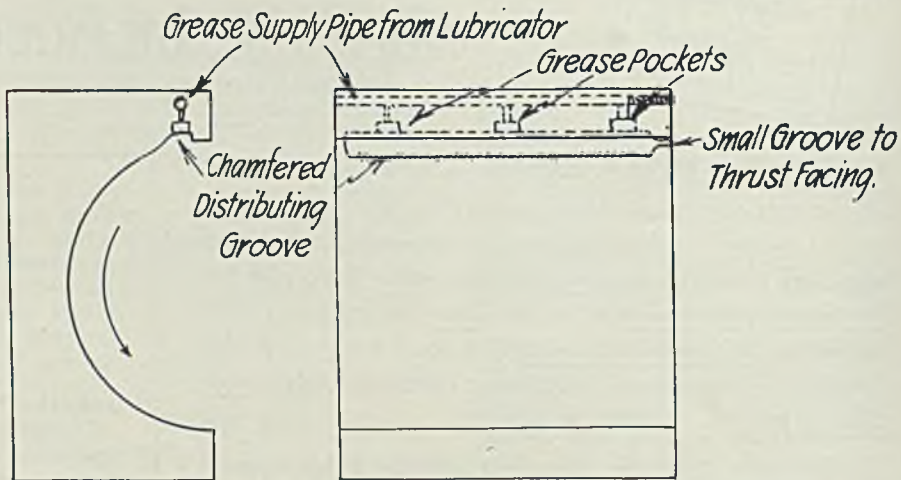 Grease Supply Pipe from Lubricator
Grease Pockets
Small Groove to
Thrust Facing.
Chamfered
Distributing
Groove